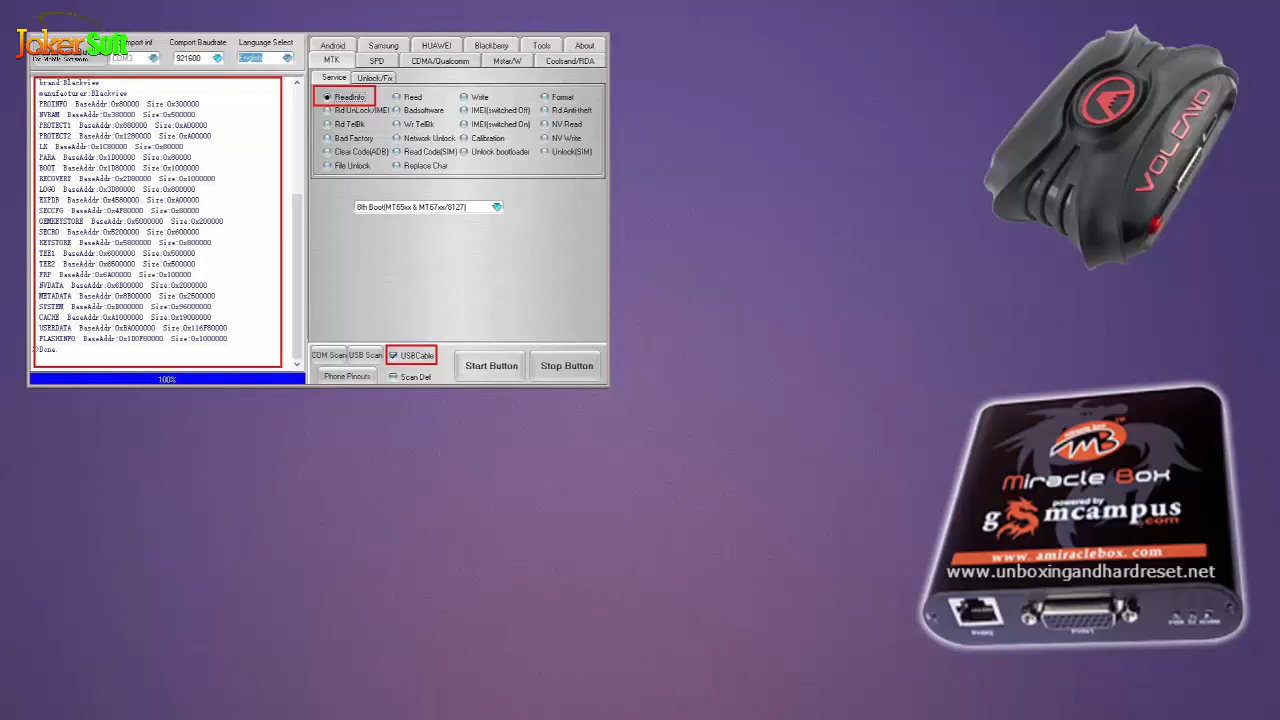 JokerSoft
For Mobile Software
mport inf
Comport Baudrate
Language Select
COM3
921600
English
brand:Blackview
manufacturer:Blackview
PROINFO BaseAddr:0x80000 Size:0x300000
NVRAM BaseAddr:0x380000 Size:0x500000
PROTECT1 BaseAddr:0x880000 Size:0xA00000
PROTECT2 BaseAddr:0x1280000 Size:0xA00000
LK BaseAddr:0x1C80000 Size:0x80000
PARA BaseAddr:0x1D00000 Size:0x80000
BOOT BaseAddr:0x1D80000 Size:0x1000000
RECOVERY BaseAddr:0x2D80000 Size:0x1000000
LOGO BaseAddr:0x3D80000 Size:0x800000
EXPDB BaseAddr:0x4580000 Size:0xA00000
SECCFG BaseAddr:0x4F80000 Size:0x80000
OEMKEYSTORE BaseAddr:0x5000000 Size:0x200000
SECRO BaseAddr:0x5200000 Size:0x600000
KEYSTORE BaseAddr:0x5800000 Size:0x800000
TEE1 BaseAddr:0x6000000 Size:0x500000
TEE2 BaseAddr:0x6500000 Size:0x500000
FRP BaseAddr:0x6A00000 Size:0x100000
NVDATA BaseAddr:0x6B00000 Size:0x2000000
METADATA BaseAddr:0x8B00000 Size:0x2500000
SYSTEM BaseAddr:0xB000000 Size:0x96000000
CACHE BaseAddr:0xA1000000 Size:0x19000000
USERDATA BaseAddr:0xBA000000 Size:0x116F80000
FLASHINFO BaseAddr:0x1D0F80000 Size:0x1000000
>>Done.
100%
Android Samsung HUAWEI Blackberry Tools About
MTK SPD CDMA/Qualcomm Mstar/W Coolsand/RDA
Service Unlock/Fix
ReadInfo Read Write Format
Rd UnLock/IMEI Badsoftware IMEI(switched Off) Rd Anti-theft
Rd TelBk Wr TelBk IMEI(switched On) NV Read
Bad Factory Network Unlock Calibration NV Write
Clear Code(ADB) Read Code(SIM) Unlock bootloader Unlock(SIM)
File Unlock Replace Char
8th Boot(MT65xx & MT67xx/8127)
COM Scan USB Scan USBCable
Phone Pinouts Scan Def
Start Button Stop Button
VOLCANO
miracle box
MB
Miracle Box
powered by
gsmcampus
.com
www.amiraclebox.com
www.unboxingandhardreset.net